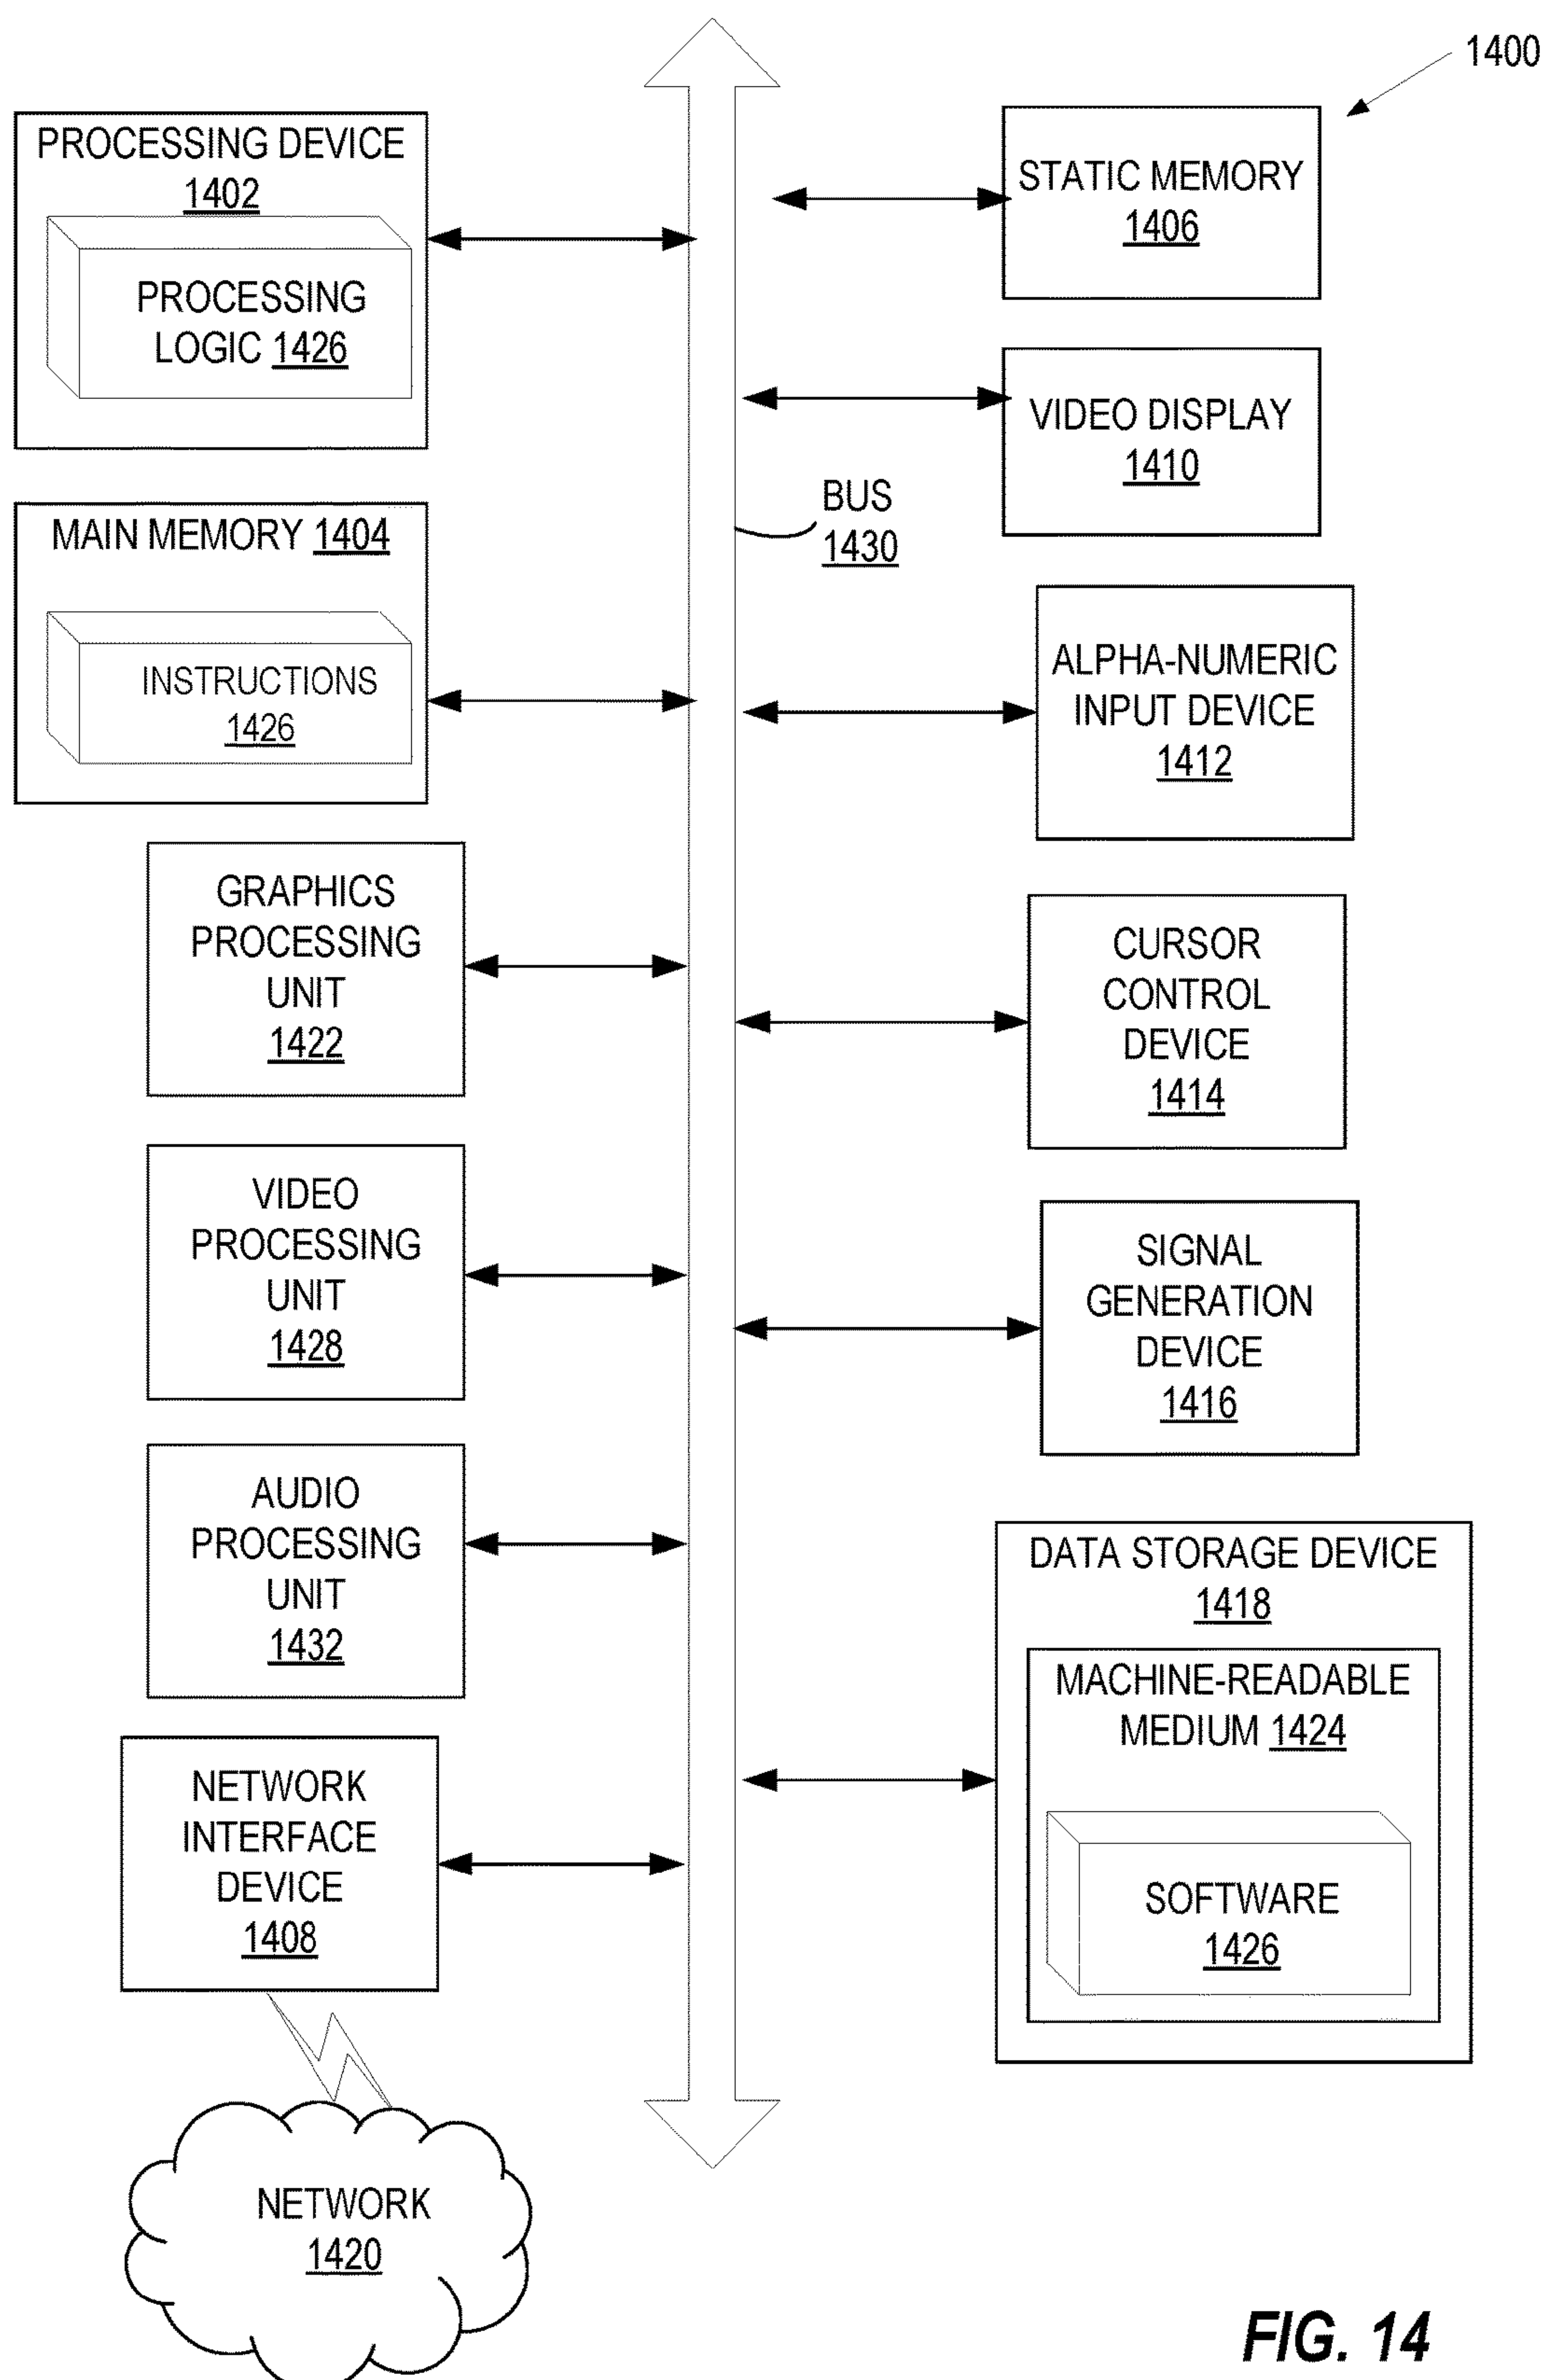 1400
PROCESSING DEVICE
1402
PROCESSING
LOGIC 1426
MAIN MEMORY 1404
INSTRUCTIONS
1426
GRAPHICS
PROCESSING
UNIT
1422
VIDEO
PROCESSING
UNIT
1428
AUDIO
PROCESSING
UNIT
1432
NETWORK
INTERFACE
DEVICE
1408
NETWORK
1420
BUS
1430
STATIC MEMORY
1406
VIDEO DISPLAY
1410
ALPHA-NUMERIC
INPUT DEVICE
1412
CURSOR
CONTROL
DEVICE
1414
SIGNAL
GENERATION
DEVICE
1416
DATA STORAGE DEVICE
1418
MACHINE-READABLE
MEDIUM 1424
SOFTWARE
1426
FIG. 14